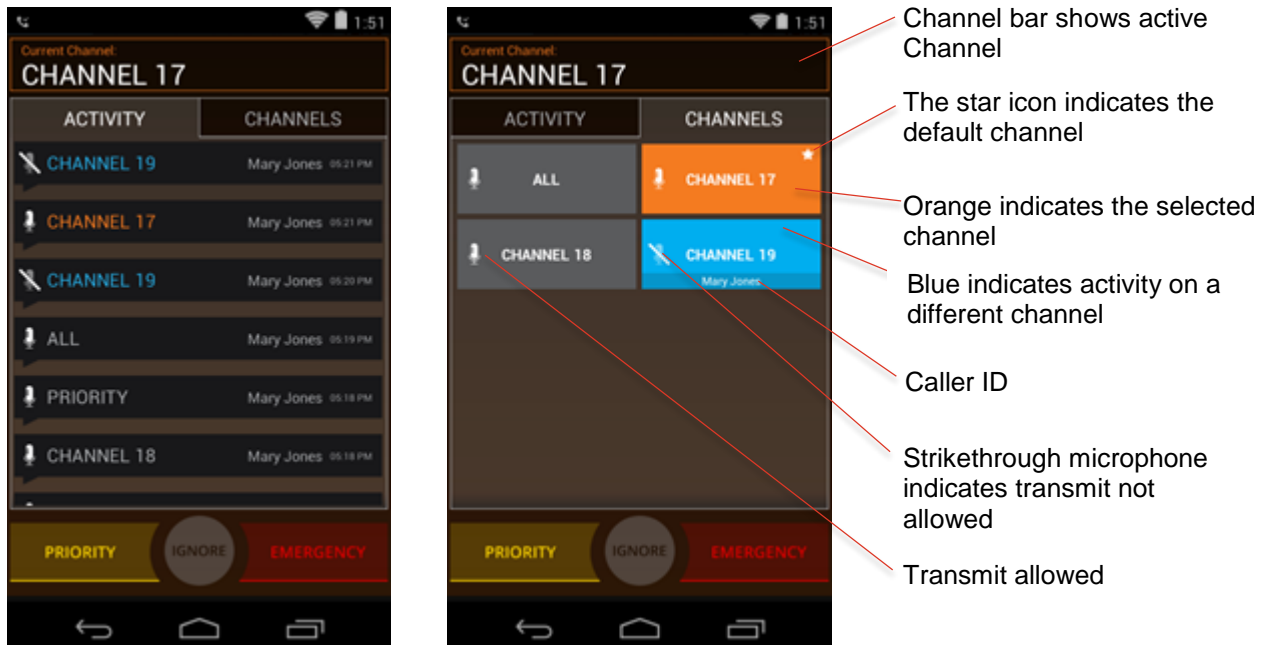 1:51
Current Channel:
CHANNEL 17
ACTIVITY CHANNELS
CHANNEL 19 Mary Jones 05:21 PM
CHANNEL 17 Mary Jones 05:21 PM
CHANNEL 19 Mary Jones 05:20 PM
ALL Mary Jones 05:19 PM
PRIORITY Mary Jones 05:18 PM
CHANNEL 18 Mary Jones 05:18 PM
PRIORITY IGNORE EMERGENCY
1:51
Current Channel:
CHANNEL 17
ACTIVITY CHANNELS
ALL CHANNEL 17
CHANNEL 18 CHANNEL 19
Mary Jones
PRIORITY IGNORE EMERGENCY
Channel bar shows active
Channel
The star icon indicates the
default channel
Orange indicates the selected
channel
Blue indicates activity on a
different channel
Caller ID
Strikethrough microphone
indicates transmit not
allowed
Transmit allowed